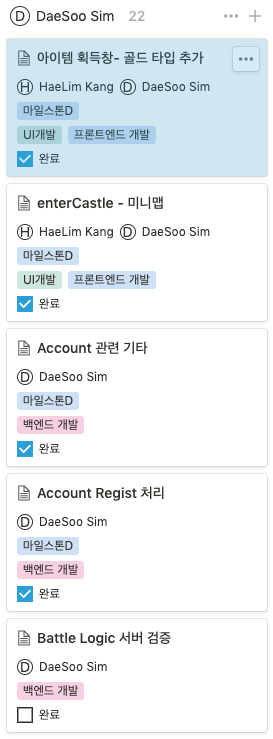 D DaeSoo Sim 22
아이템 획득창- 골드 타입 추가
H HaeLim Kang D DaeSoo Sim
마일스톤D
UI개발 프론트엔드 개발
완료
enterCastle - 미니맵
H HaeLim Kang D DaeSoo Sim
마일스톤D
UI개발 프론트엔드 개발
완료
Account 관련 기타
D DaeSoo Sim
마일스톤D
백엔드 개발
완료
Account Regist 처리
D DaeSoo Sim
마일스톤D
백엔드 개발
완료
Battle Logic 서버 검증
D DaeSoo Sim
백엔드 개발
완료